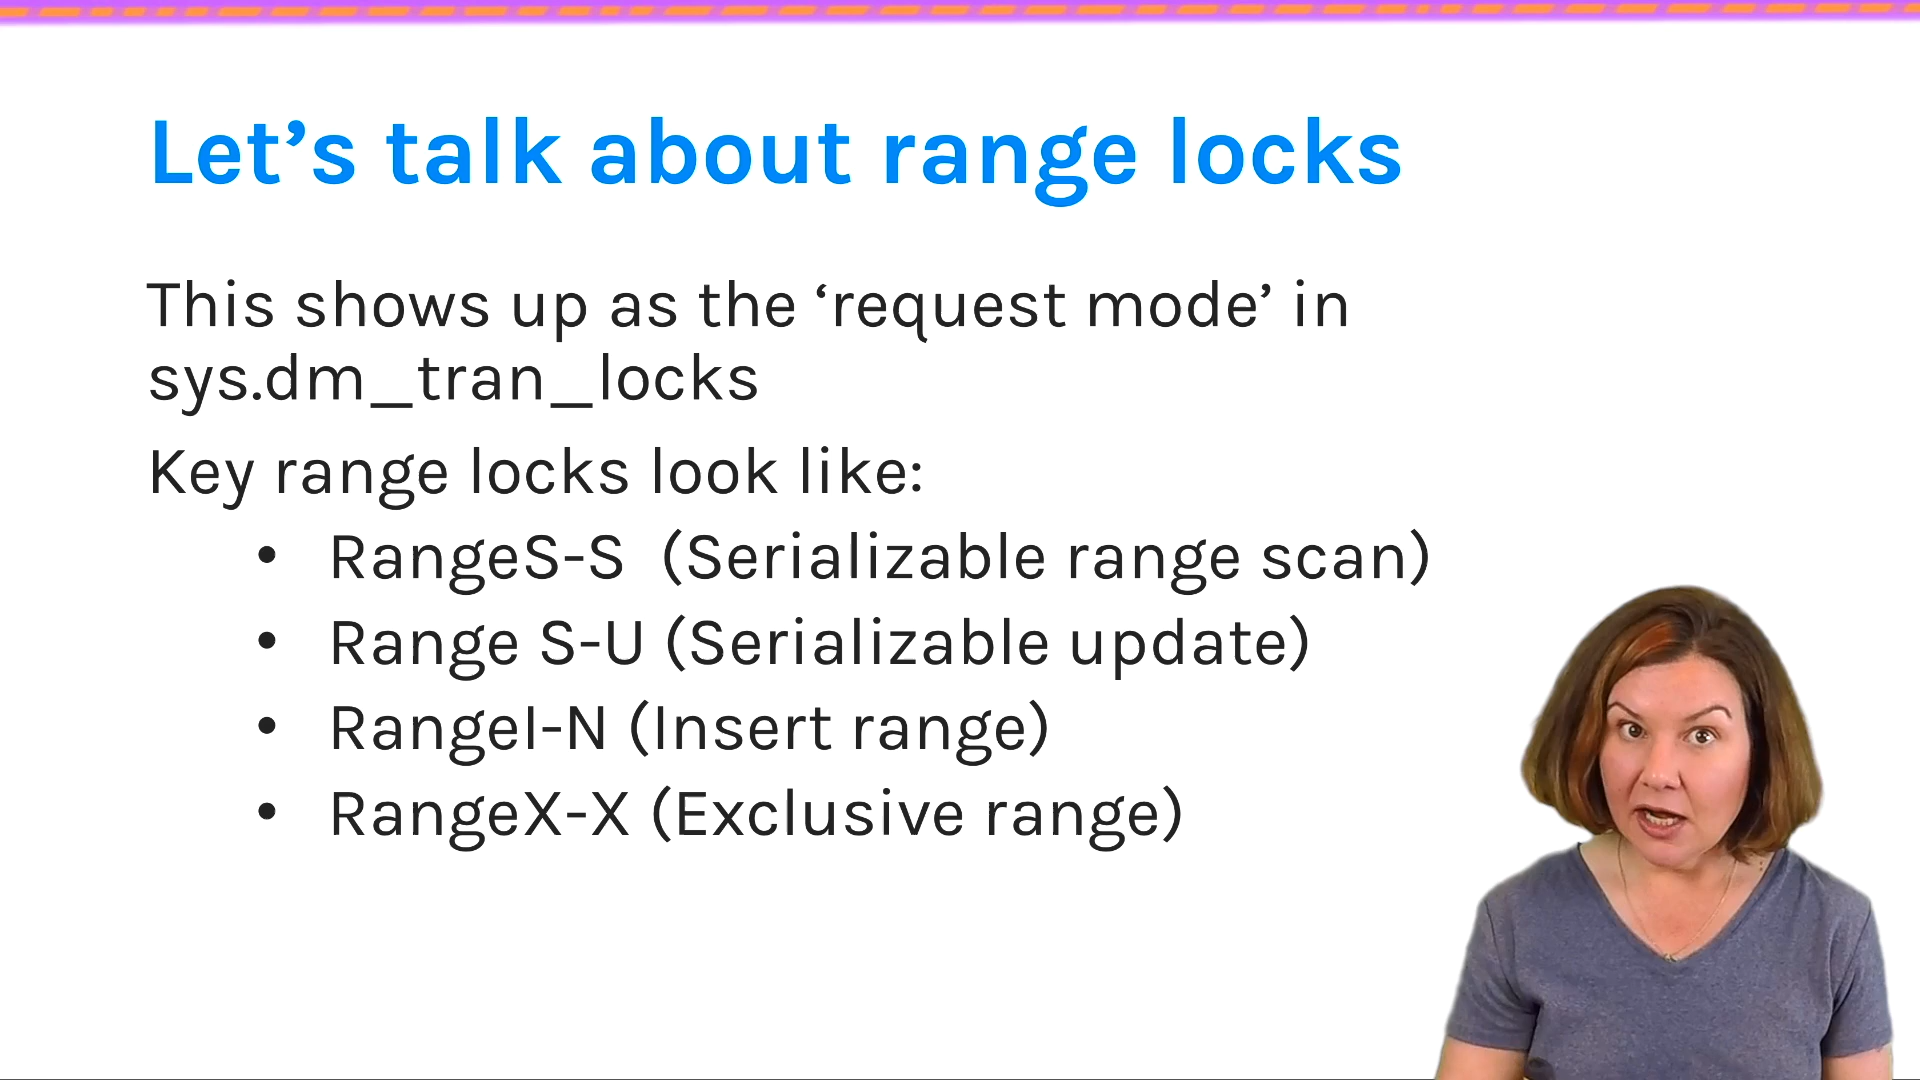 Let’s talk about range locks
This shows up as the ‘request mode’ in
sys.dm_tran_locks
Key range locks look like:
• RangeS-S  (Serializable range scan)
• Range S-U (Serializable update)
• RangeI-N (Insert range)
• RangeX-X (Exclusive range)